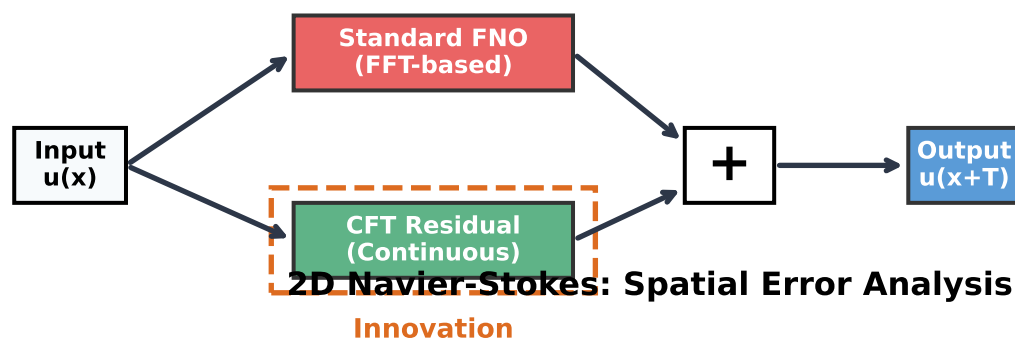 Standard FNO
(FFT-based)
Input
u(x)
+
Output
u(x+T)
CFT Residual
(Continuous)
2D Navier-Stokes: Spatial Error Analysis
Innovation